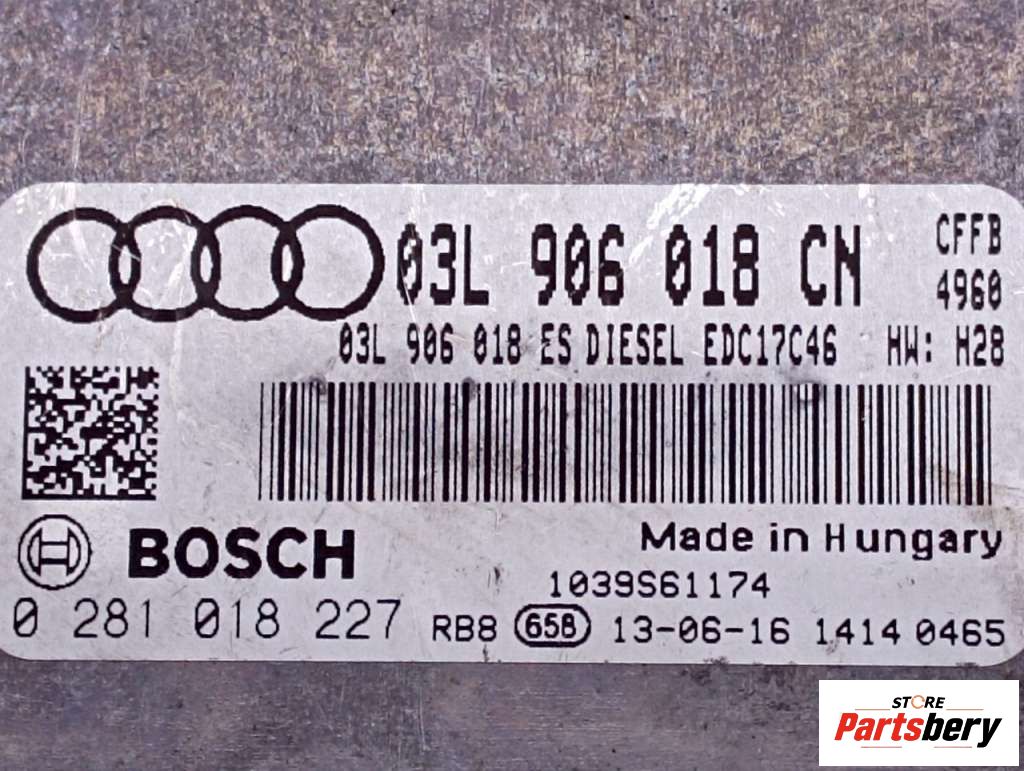 03L 906 018 CN
CFFB
4960
03L 906 018 ES DIESEL EDC17C46 HW: H28
BOSCH
Made in Hungary
1039S61174
0 281 018 227 RB8 658 13-06-16 1414 0465
STORE
Partsbery